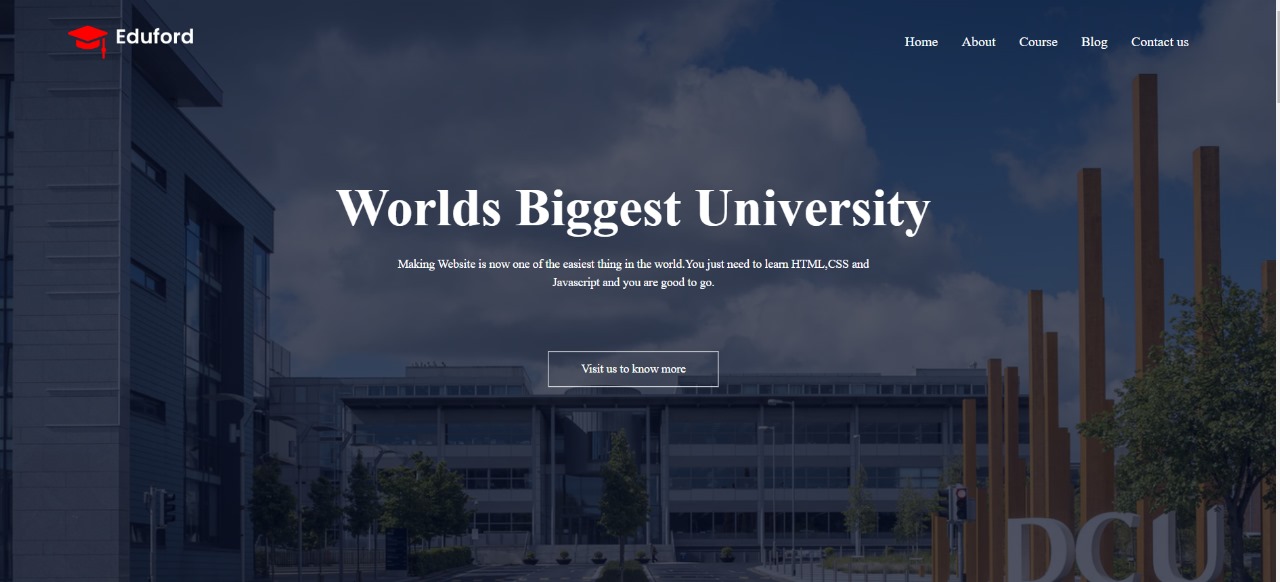 Eduford
Home About Course Blog Contact us
Worlds Biggest University
Making Website is now one of the easiest thing in the world.You just need to learn HTML,CSS and
Javascript and you are good to go.
Visit us to know more
DCU